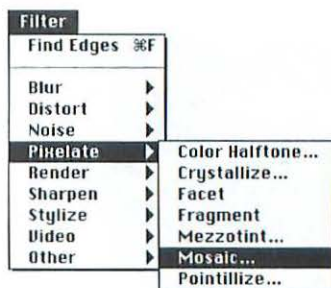 Filter
Find Edges ⌘F
Blur
Distort
Noise
Pixelate
Render
Sharpen
Stylize
Video
Other
Color Halftone...
Crystallize...
Facet
Fragment
Mezzotint...
Mosaic...
Pointillize...